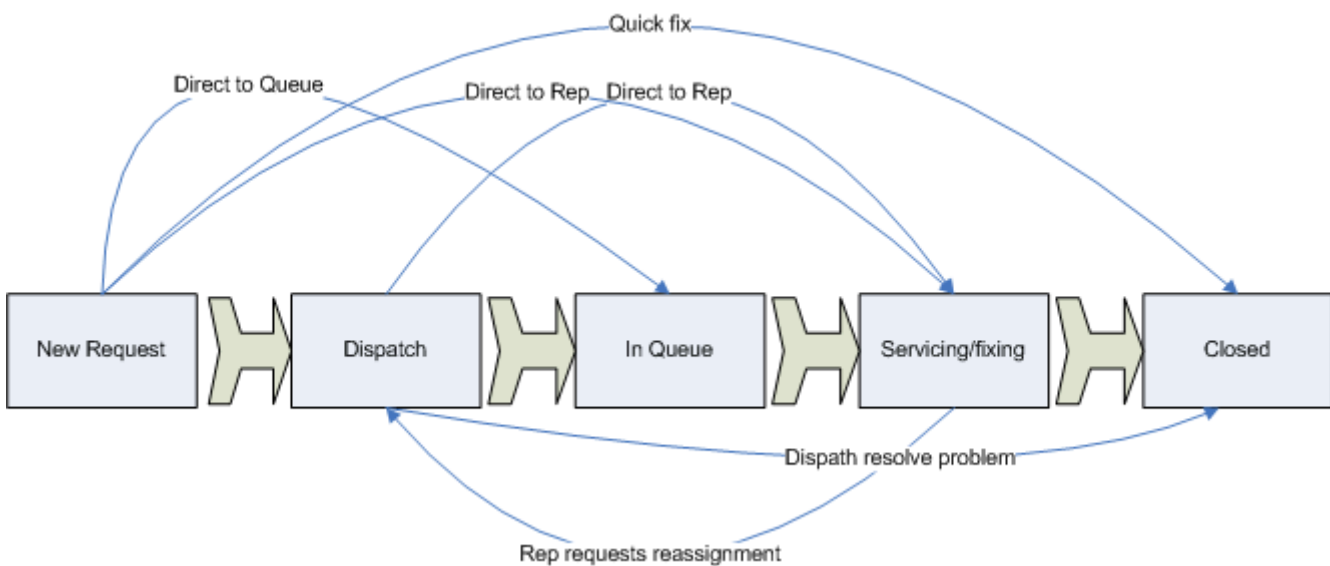 Quick fix
Direct to Queue
Direct to Rep
Direct to Rep
New Request
Dispatch
In Queue
Servicing/fixing
Closed
Dispath resolve problem
Rep requests reassignment